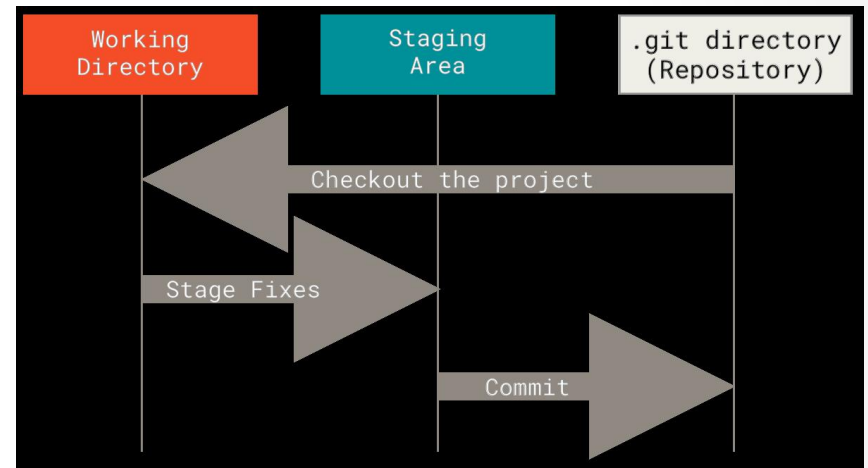 Working
Directory
Staging
Area
.git directory
(Repository)
Checkout the project
Stage Fixes
Commit